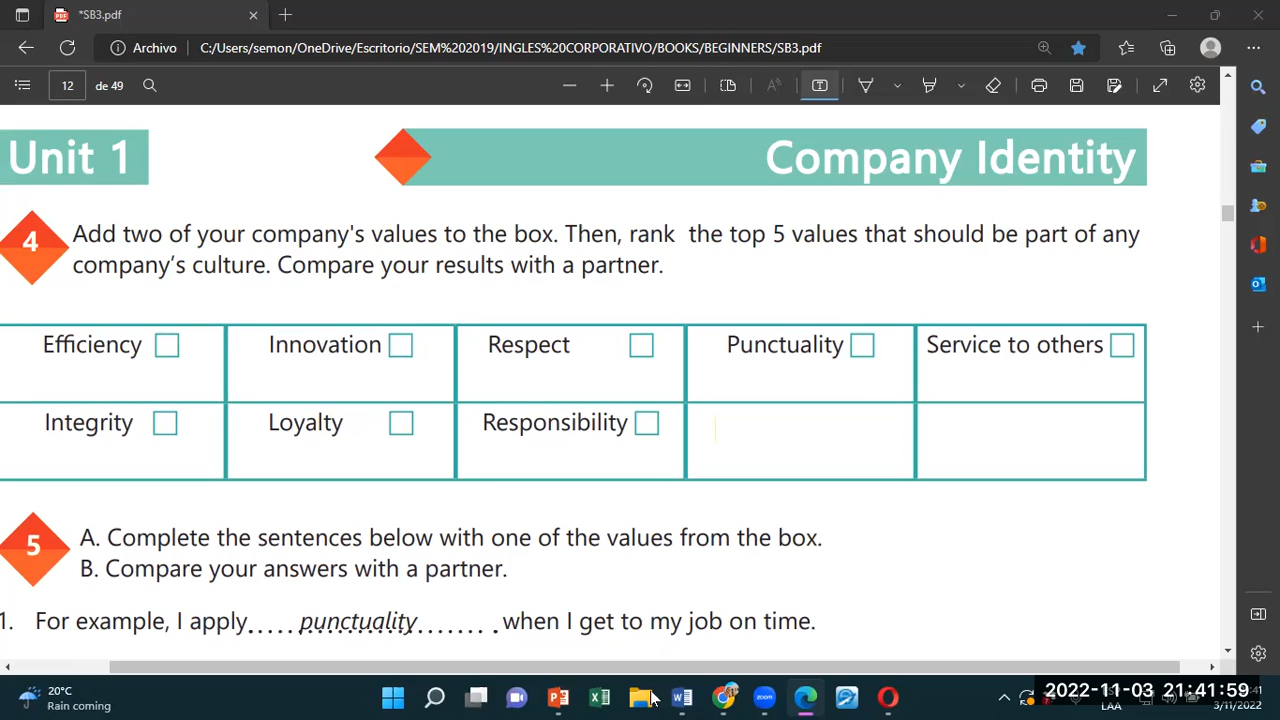 *SB3.pdf
Archivo C:/Users/semon/OneDrive/Escritorio/SEM%202019/INGLES%20CORPORATIVO/BOOKS/BEGINNERS/SB3.pdf
12 de 49
Unit 1
Company Identity
4 Add two of your company's values to the box. Then, rank the top 5 values that should be part of any
company's culture. Compare your results with a partner.
Efficiency Innovation Respect Punctuality Service to others
Integrity Loyalty Responsibility
5 A. Complete the sentences below with one of the values from the box.
B. Compare your answers with a partner.
1. For example, I apply.....punctuality.......when I get to my job on time.
20°C
Rain coming
zoom
LAA
2022-11-03 21:41:59
3/11/2022